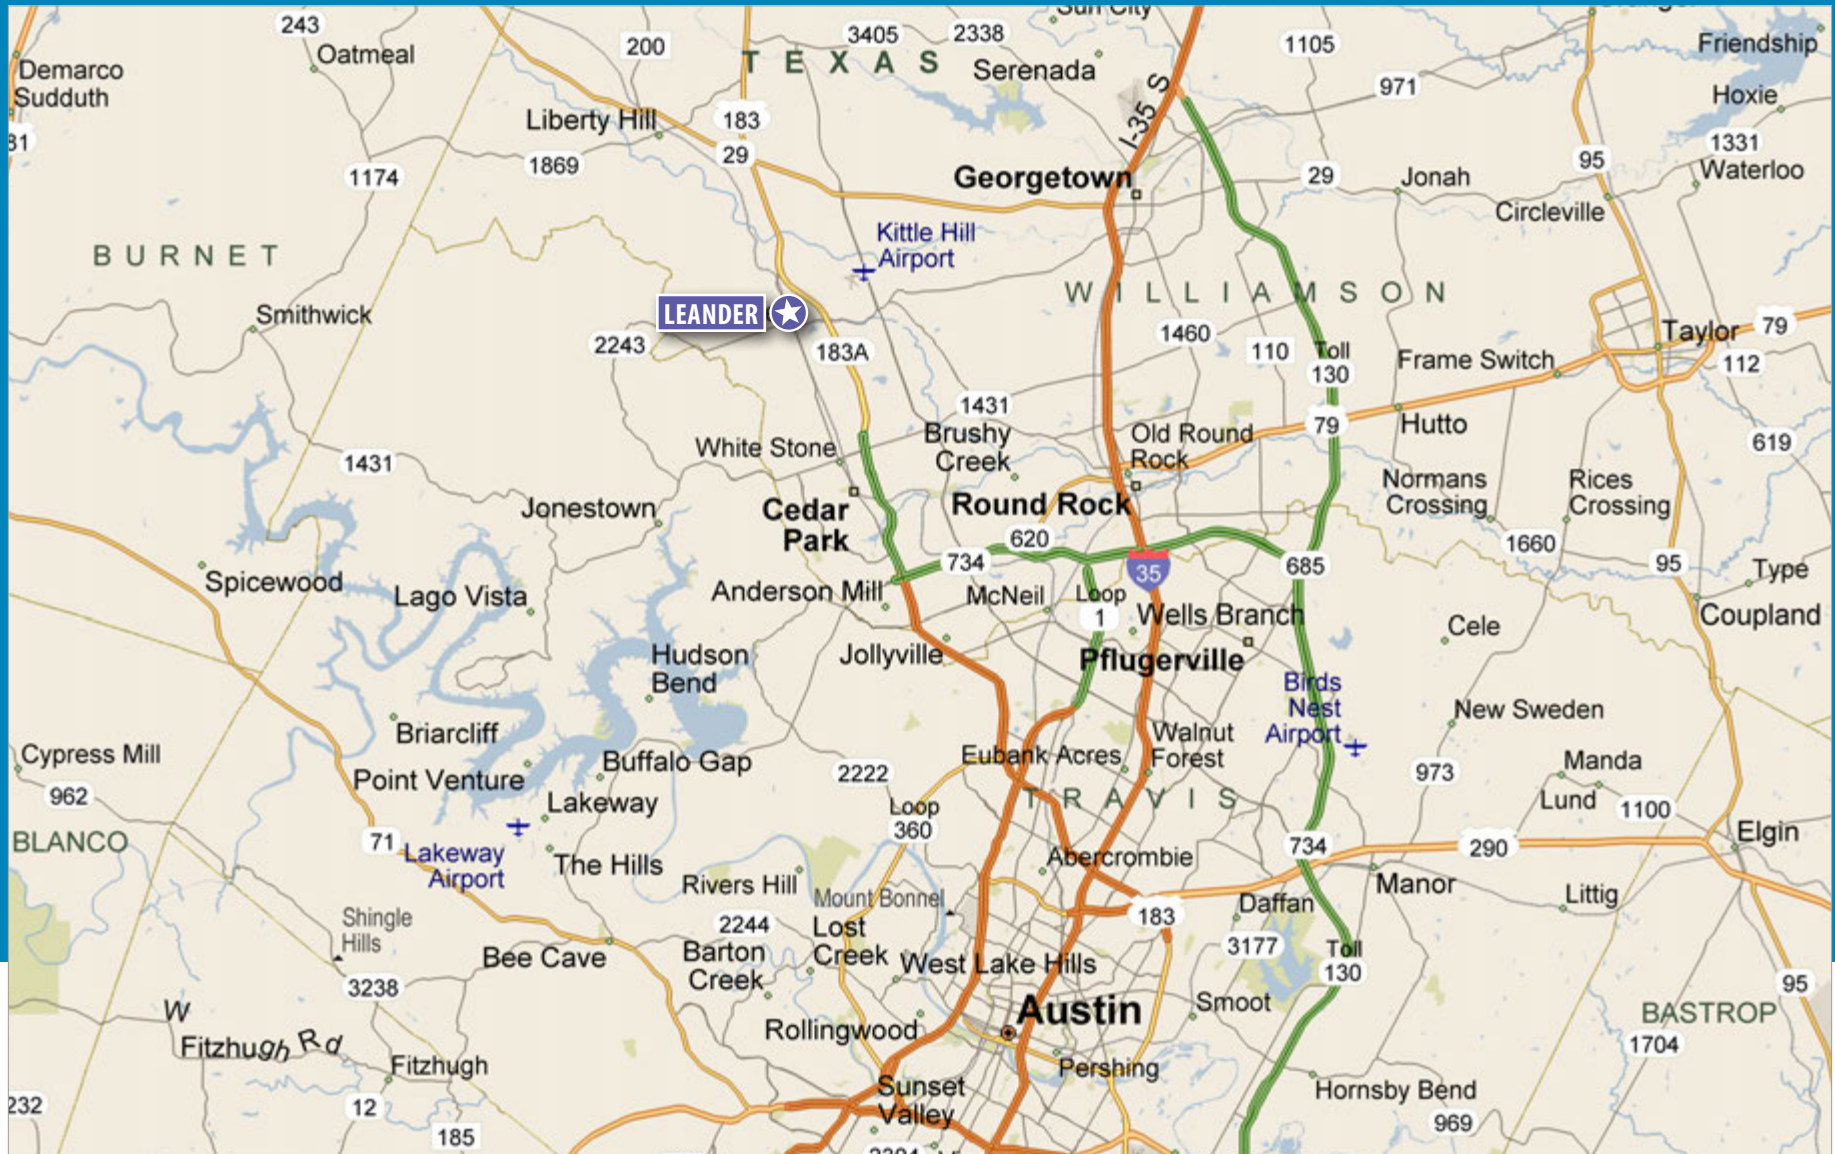 243
Oatmeal
Demarco
Sudduth
200
3405
2338
Sun City
Serenada
TEXAS
1105
971
Friendship
Hoxie
1331
Waterloo
Liberty Hill
183
29
1869
1174
I-35 S
Georgetown
29
Jonah
95
Circleville
Kittle Hill
Airport
BURNET
WILLIAMSON
Smithwick
LEANDER
2243
183A
1460
110
Toll
130
Frame Switch
Taylor
79
112
1431
79
Hutto
White Stone
Brushy
Creek
Old Round
Rock
619
1431
Normans
Crossing
Rices
Crossing
Jonestown
Cedar
Park
Round Rock
620
734
35
685
1660
95
Type
Coupland
Spicewood
Lago Vista
Anderson Mill
McNeil
Loop
1
Wells Branch
Cele
Hudson
Bend
Jollyville
Pflugerville
Birds
Nest
Airport
New Sweden
Briarcliff
Cypress Mill
962
Point Venture
Buffalo Gap
2222
Eubank Acres
Walnut
Forest
973
Manda
Lund
1100
Lakeway
Loop
360
TRAVIS
BLANCO
71
Lakeway
Airport
The Hills
Rivers Hill
Mount Bonnel
Abercrombie
734
290
Elgin
Manor
Littig
Daffan
183
Shingle
Hills
2244
Lost
Creek
Bee Cave
Barton
Creek
West Lake Hills
3177
Toll
130
3238
Austin
Smoot
95
BASTROP
W
Fitzhugh Rd
Rollingwood
1704
Fitzhugh
Pershing
Sunset
Valley
Hornsby Bend
232
12
185
969